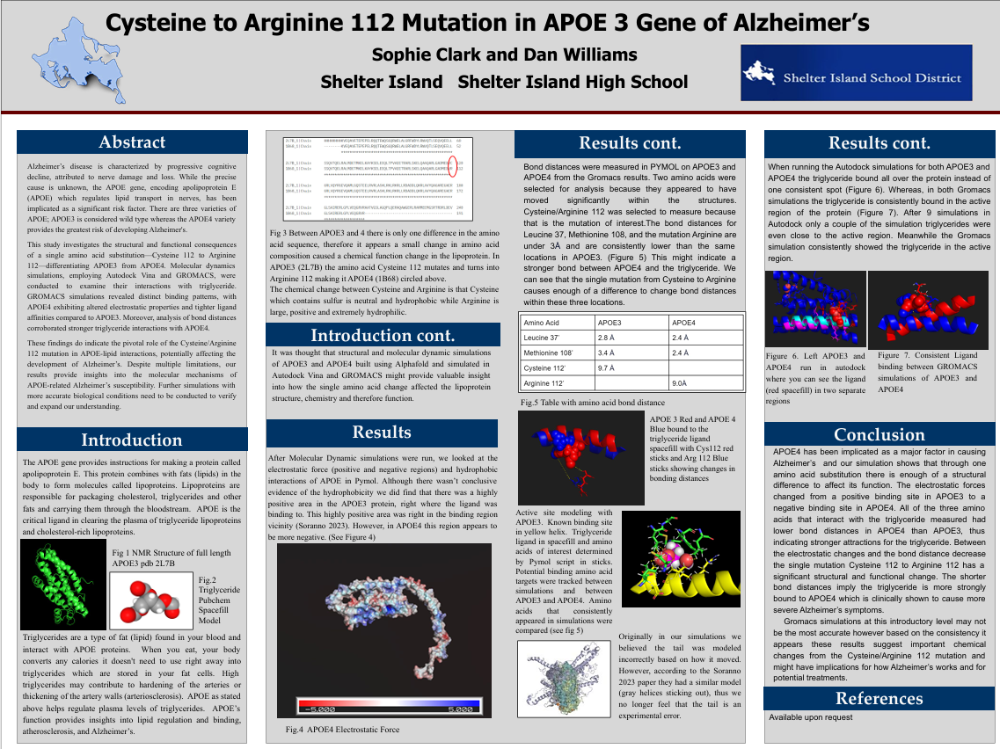 Cysteine to Arginine 112 Mutation in APOE 3 Gene of Alzheimer's
Sophie Clark and Dan Williams
Shelter Island Shelter Island High School
Shelter Island School District
Abstract
Alzheimer's disease is characterized by progressive cognitive
decline, attributed to nerve damage and loss. While the precise
cause is unknown, the APOE gene, encoding apolipoprotein E
(APOE) which regulates lipid transport in nerves, has been
implicated as a significant risk factor. There are three varieties of
APOE; APOE3 is considered wild type whereas the APOE4 variety
provides the greatest risk of developing Alzheimer's.
This study investigates the structural and functional consequences
of a single amino acid substitution—Cysteine 112 to Arginine
112—differentiating APOE3 from APOE4. Molecular dynamics
simulations, employing Autodock Vina and GROMACS, were
conducted to examine their interactions with triglyceride.
GROMACS simulations revealed distinct binding patterns, with
APOE4 exhibiting altered electrostatic properties and tighter ligand
affinities compared to APOE3. Moreover, analysis of bond distances
corroborated stronger triglyceride interactions with APOE4.
These findings do indicate the pivotal role of the Cysteine/Arginine
112 mutation in APOE-lipid interactions, potentially affecting the
development of Alzheimer's. Despite multiple limitations, our
results provide insights into the molecular mechanisms of
APOE-related Alzheimer's susceptibility. Further simulations with
more accurate biological conditions need to be conducted to verify
and expand our understanding.
Introduction
The APOE gene provides instructions for making a protein called
apolipoprotein E. This protein combines with fats (lipids) in the
body to form molecules called lipoproteins. Lipoproteins are
responsible for packaging cholesterol, triglycerides and other
fats and carrying them through the bloodstream. APOE is the
critical ligand in clearing the plasma of triglyceride lipoproteins
and cholesterol-rich lipoproteins.
Fig 1 NMR Structure of full length
APOE3 pdb 2L7B
Fig.2
Triglyceride
Pubchem
Spacefill
Model
Triglycerides are a type of fat (lipid) found in your blood and
interact with APOE proteins. When you eat, your body
converts any calories it doesn't need to use right away into
triglycerides which are stored in your fat cells. High
triglycerides may contribute to hardening of the arteries or
thickening of the artery walls (arteriosclerosis). APOE as stated
above helps regulate plasma levels of triglycerides. APOE's
function provides insights into lipid regulation and binding,
atherosclerosis, and Alzheimer's.
Fig 3 Between APOE3 and 4 there is only one difference in the amino
acid sequence, therefore it appears a small change in amino acid
composition caused a chemical function change in the lipoprotein. In
APOE3 (2L7B) the amino acid Cysteine 112 mutates and turns into
Arginine 112 making it APOE4 (1B68) circled above.
The chemical change between Cysteine and Arginine is that Cysteine
which contains sulfur is neutral and hydrophobic while Arginine is
large, positive and extremely hydrophilic.
Introduction cont.
It was thought that structural and molecular dynamic simulations
of APOE3 and APOE4 built using Alphafold and simulated in
Autodock Vina and GROMACS might provide valuable insight
into how the single amino acid change affected the lipoprotein
structure, chemistry and therefore function.
Results
After Molecular Dynamic simulations were run, we looked at the
electrostatic force (positive and negative regions) and hydrophobic
interactions of APOE in Pymol. Although there wasn't conclusive
evidence of the hydrophobicity we did find that there was a highly
positive area in the APOE3 protein, right where the ligand was
binding to. This highly positive area was right in the binding region
vicinity (Soranno 2023). However, in APOE4 this region appears to
be more negative. (See Figure 4)
-5.000 5.000
Fig.4 APOE4 Electrostatic Force
Results cont.
Bond distances were measured in PYMOL on APOE3 and
APOE4 from the Gromacs results. Two amino acids were
selected for analysis because they appeared to have
moved significantly within the structures.
Cysteine/Arginine 112 was selected to measure because
that is the mutation of interest.The bond distances for
Leucine 37, Methionine 108, and the mutation Arginine are
under 3Å and are consistently lower than the same
locations in APOE3. (Figure 5) This might indicate a
stronger bond between APOE4 and the triglyceride. We
can see that the single mutation from Cysteine to Arginine
causes enough of a difference to change bond distances
within these three locations.
Amino Acid APOE3 APOE4
Leucine 37' 2.8 Å 2.4 Å
Methionine 108' 3.4 Å 2.4 Å
Cysteine 112' 9.7 Å
Arginine 112' 9.0Å
Fig.5 Table with amino acid bond distance
APOE 3 Red and APOE 4
Blue bound to the
triglyceride ligand
spacefill with Cys112 red
sticks and Arg 112 Blue
sticks showing changes in
bonding distances
Active site modeling with
APOE3. Known binding site
in yellow helix. Triglyceride
ligand in spacefill and amino
acids of interest determined
by Pymol script in sticks.
Potential binding amino acid
targets were tracked between
simulations and between
APOE3 and APOE4. Amino
acids that consistently
appeared in simulations were
compared (see fig 5)
Originally in our simulations we
believed the tail was modeled
incorrectly based on how it moved.
However, according to the Soranno
2023 paper they had a similar model
(gray helices sticking out), thus we
no longer feel that the tail is an
experimental error.
Results cont.
When running the Autodock simulations for both APOE3 and
APOE4 the triglyceride bound all over the protein instead of
one consistent spot (Figure 6). Whereas, in both Gromacs
simulations the triglyceride is consistently bound in the active
region of the protein (Figure 7). After 9 simulations in
Autodock only a couple of the simulation triglycerides were
even close to the active region. Meanwhile the Gromacs
simulation consistently showed the triglyceride in the active
region.
Figure 6. Left APOE3 and
APOE4 run in autodock
where you can see the ligand
(red spacefill) in two separate
regions
Figure 7. Consistent Ligand
binding between GROMACS
simulations of APOE3 and
APOE4
Conclusion
APOE4 has been implicated as a major factor in causing
Alzheimer's and our simulation shows that through one
amino acid substitution there is enough of a structural
difference to affect its function. The electrostatic forces
changed from a positive binding site in APOE3 to a
negative binding site in APOE4. All of the three amino
acids that interact with the triglyceride measured had
lower bond distances in APOE4 than APOE3, thus
indicating stronger attractions for the triglyceride. Between
the electrostatic changes and the bond distance decrease
the single mutation Cysteine 112 to Arginine 112 has a
significant structural and functional change. The shorter
bond distances imply the triglyceride is more strongly
bound to APOE4 which is clinically shown to cause more
severe Alzheimer's symptoms.
Gromacs simulations at this introductory level may not
be the most accurate however based on the consistency it
appears these results suggest important chemical
changes from the Cysteine/Arginine 112 mutation and
might have implications for how Alzheimer's works and for
potential treatments.
References
Available upon request